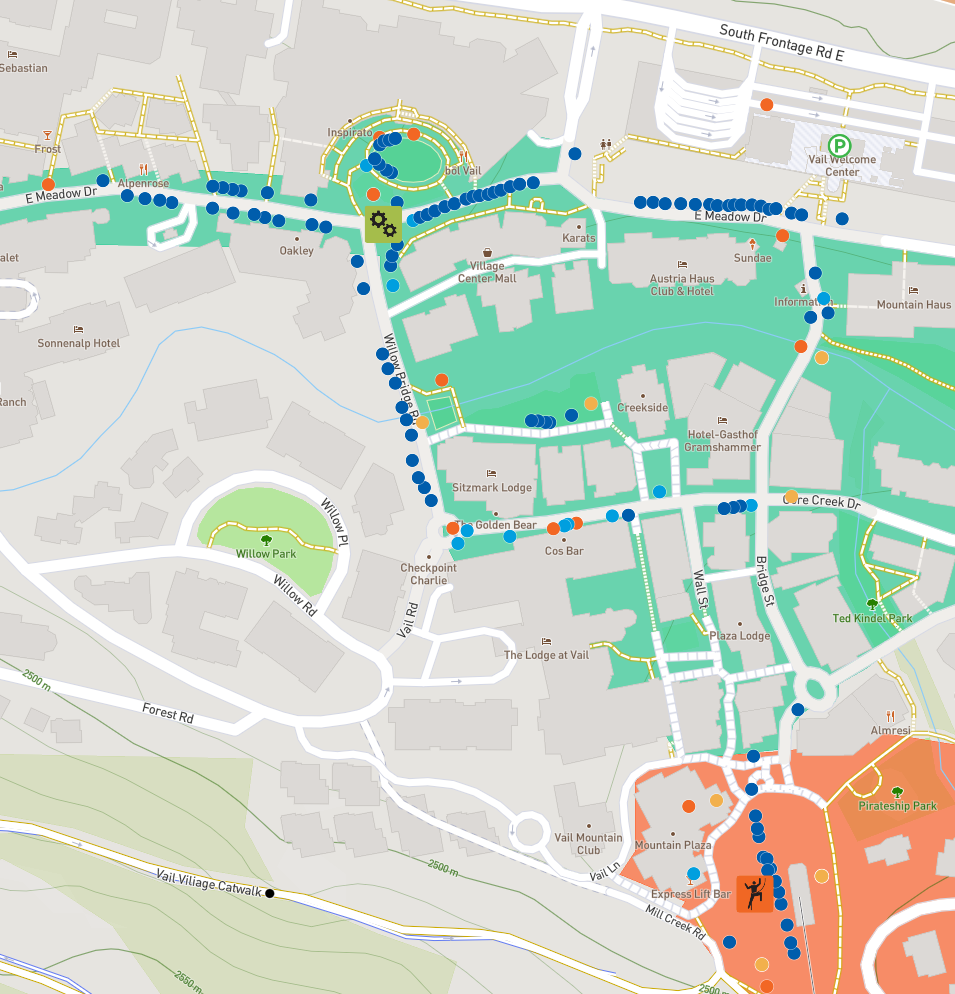 South Frontage Rd E
Sebastian
Inspirato
Frost
bol Vail
P
Vail Welcome
Center
Alpenrose
E Meadow Dr
E Meadow Dr
Oakley
Karats
Sundae
alet
Village
Center Mall
Austria Haus
Club & Hotel
Information
Mountain Haus
Sonnenalp Hotel
Willow Bridge Rd
Ranch
Creekside
Hotel-Gasthof
Gramshammer
Sitzmark Lodge
Gore Creek Dr
Willow Pl
The Golden Bear
Cos Bar
Willow Park
Checkpoint
Charlie
Willow Rd
Vail Rd
Wall St
Bridge St
Ted Kindel Park
Plaza Lodge
The Lodge at Vail
2500 m
Forest Rd
Almresi
Pirateship Park
Vail Mountain
Club
Mountain Plaza
2500 m
Vail Ln
Vail Village Catwalk
Express Lift Bar
Mill Creek Rd
2550 m
2500 m